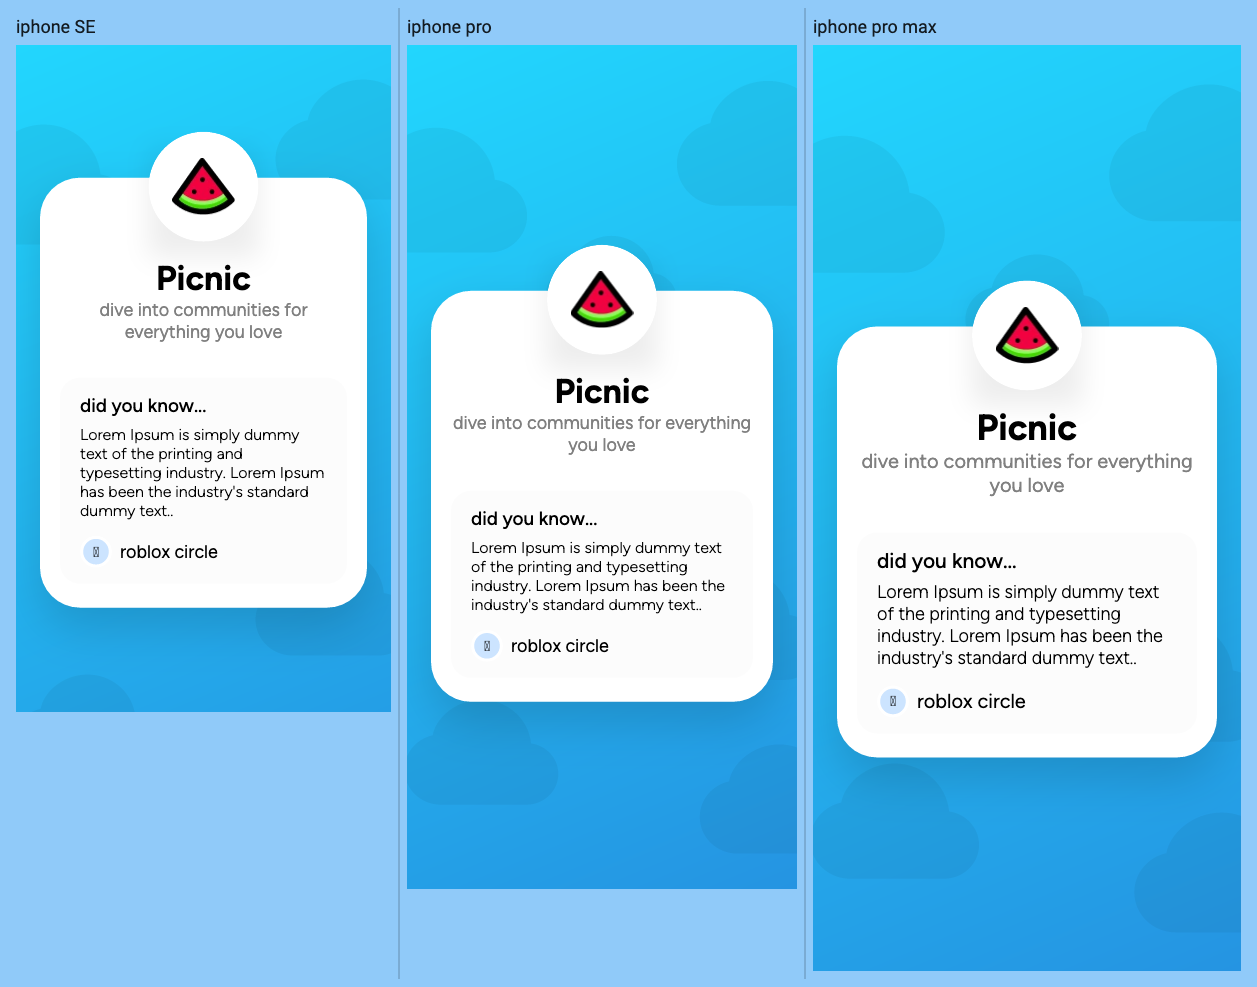 iphone SE
Picnic
dive into communities for
everything you love
did you know...
Lorem Ipsum is simply dummy
text of the printing and
typesetting industry. Lorem Ipsum
has been the industry's standard
dummy text..
roblox circle
iphone pro
Picnic
dive into communities for everything
you love
did you know...
Lorem Ipsum is simply dummy text
of the printing and typesetting
industry. Lorem Ipsum has been the
industry's standard dummy text..
roblox circle
iphone pro max
Picnic
dive into communities for everything
you love
did you know...
Lorem Ipsum is simply dummy text
of the printing and typesetting
industry. Lorem Ipsum has been the
industry's standard dummy text..
roblox circle